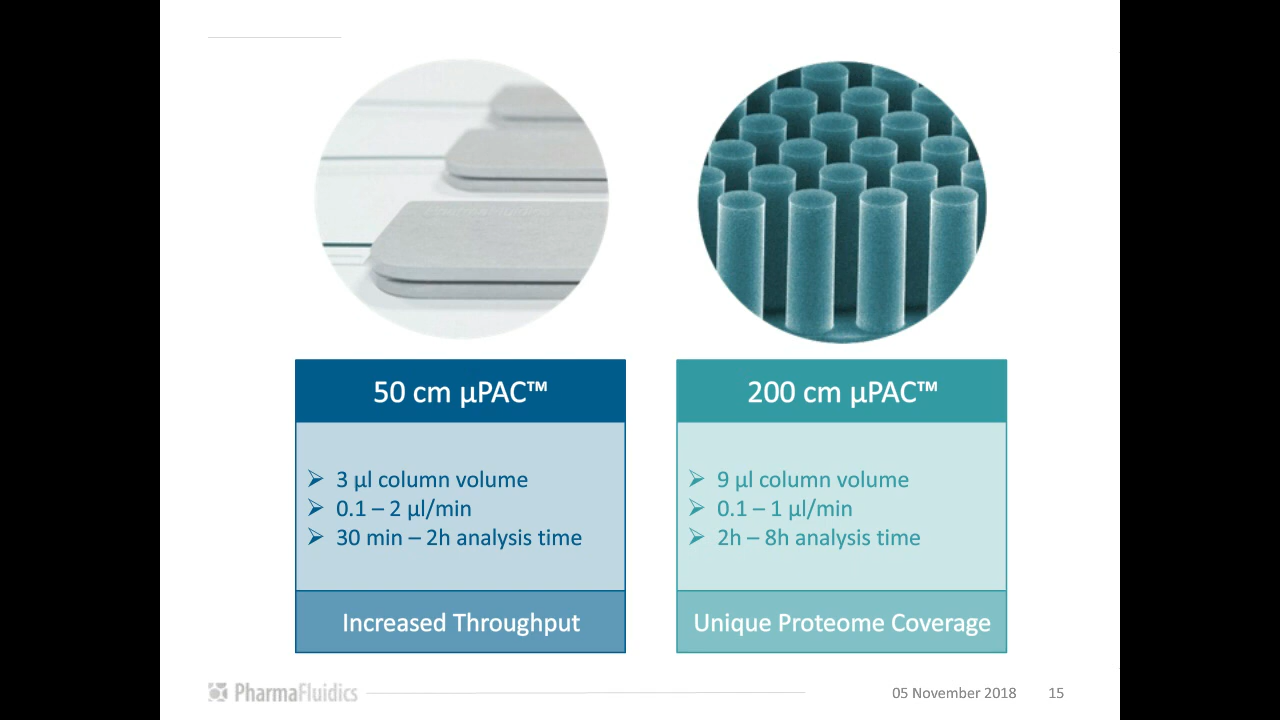 50 cm µPAC™
3 µl column volume
0.1 – 2 µl/min
30 min – 2h analysis time
Increased Throughput
200 cm µPAC™
9 µl column volume
0.1 – 1 µl/min
2h – 8h analysis time
Unique Proteome Coverage
PharmaFluidics
05 November 2018
15